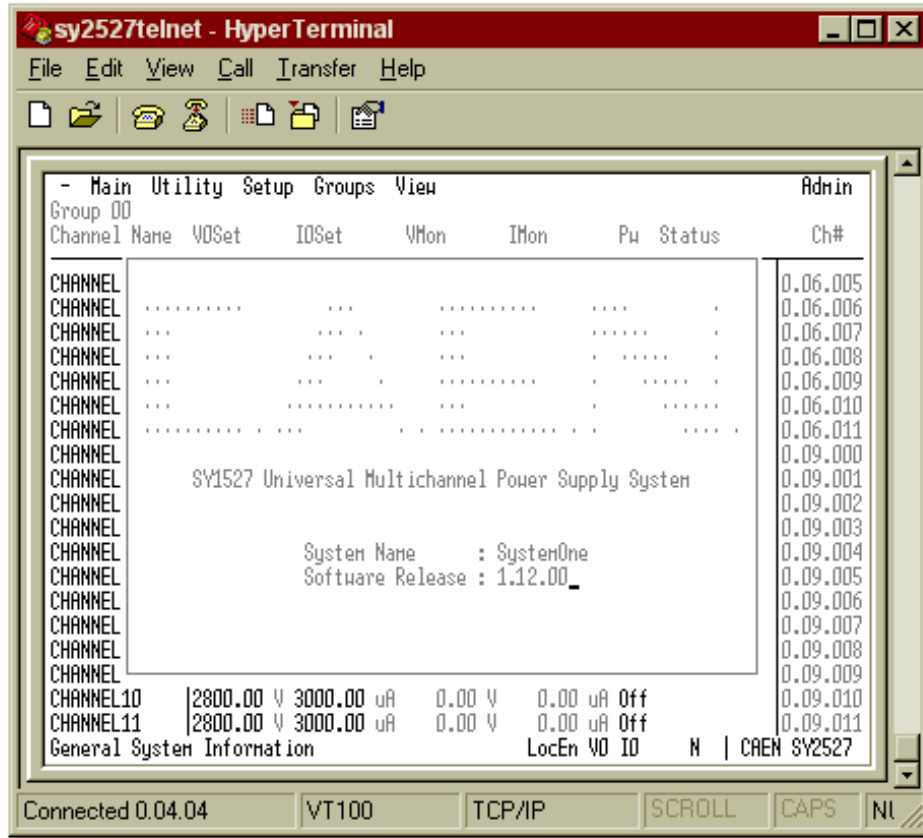 sy2527telnet - HyperTerminal
File Edit View Call Transfer Help
- Main Utility Setup Groups View Admin
Group 00
Channel Name V0Set I0Set VMon IMon Pw Status Ch#
CHANNEL 0.06.005
CHANNEL 0.06.006
CHANNEL 0.06.007
CHANNEL 0.06.008
CHANNEL 0.06.009
CHANNEL 0.06.010
CHANNEL 0.06.011
CHANNEL 0.09.000
CHANNEL SY1527 Universal Multichannel Power Supply System 0.09.001
CHANNEL 0.09.002
CHANNEL 0.09.003
CHANNEL System Name : SystemOne 0.09.004
CHANNEL Software Release : 1.12.00_ 0.09.005
CHANNEL 0.09.006
CHANNEL 0.09.007
CHANNEL 0.09.008
CHANNEL 0.09.009
CHANNEL10 2800.00 V 3000.00 uA 0.00 V 0.00 uA Off 0.09.010
CHANNEL11 2800.00 V 3000.00 uA 0.00 V 0.00 uA Off 0.09.011
General System Information LocEn V0 I0 N | CAEN SY2527
Connected 0.04.04 VT100 TCP/IP SCROLL CAPS NU